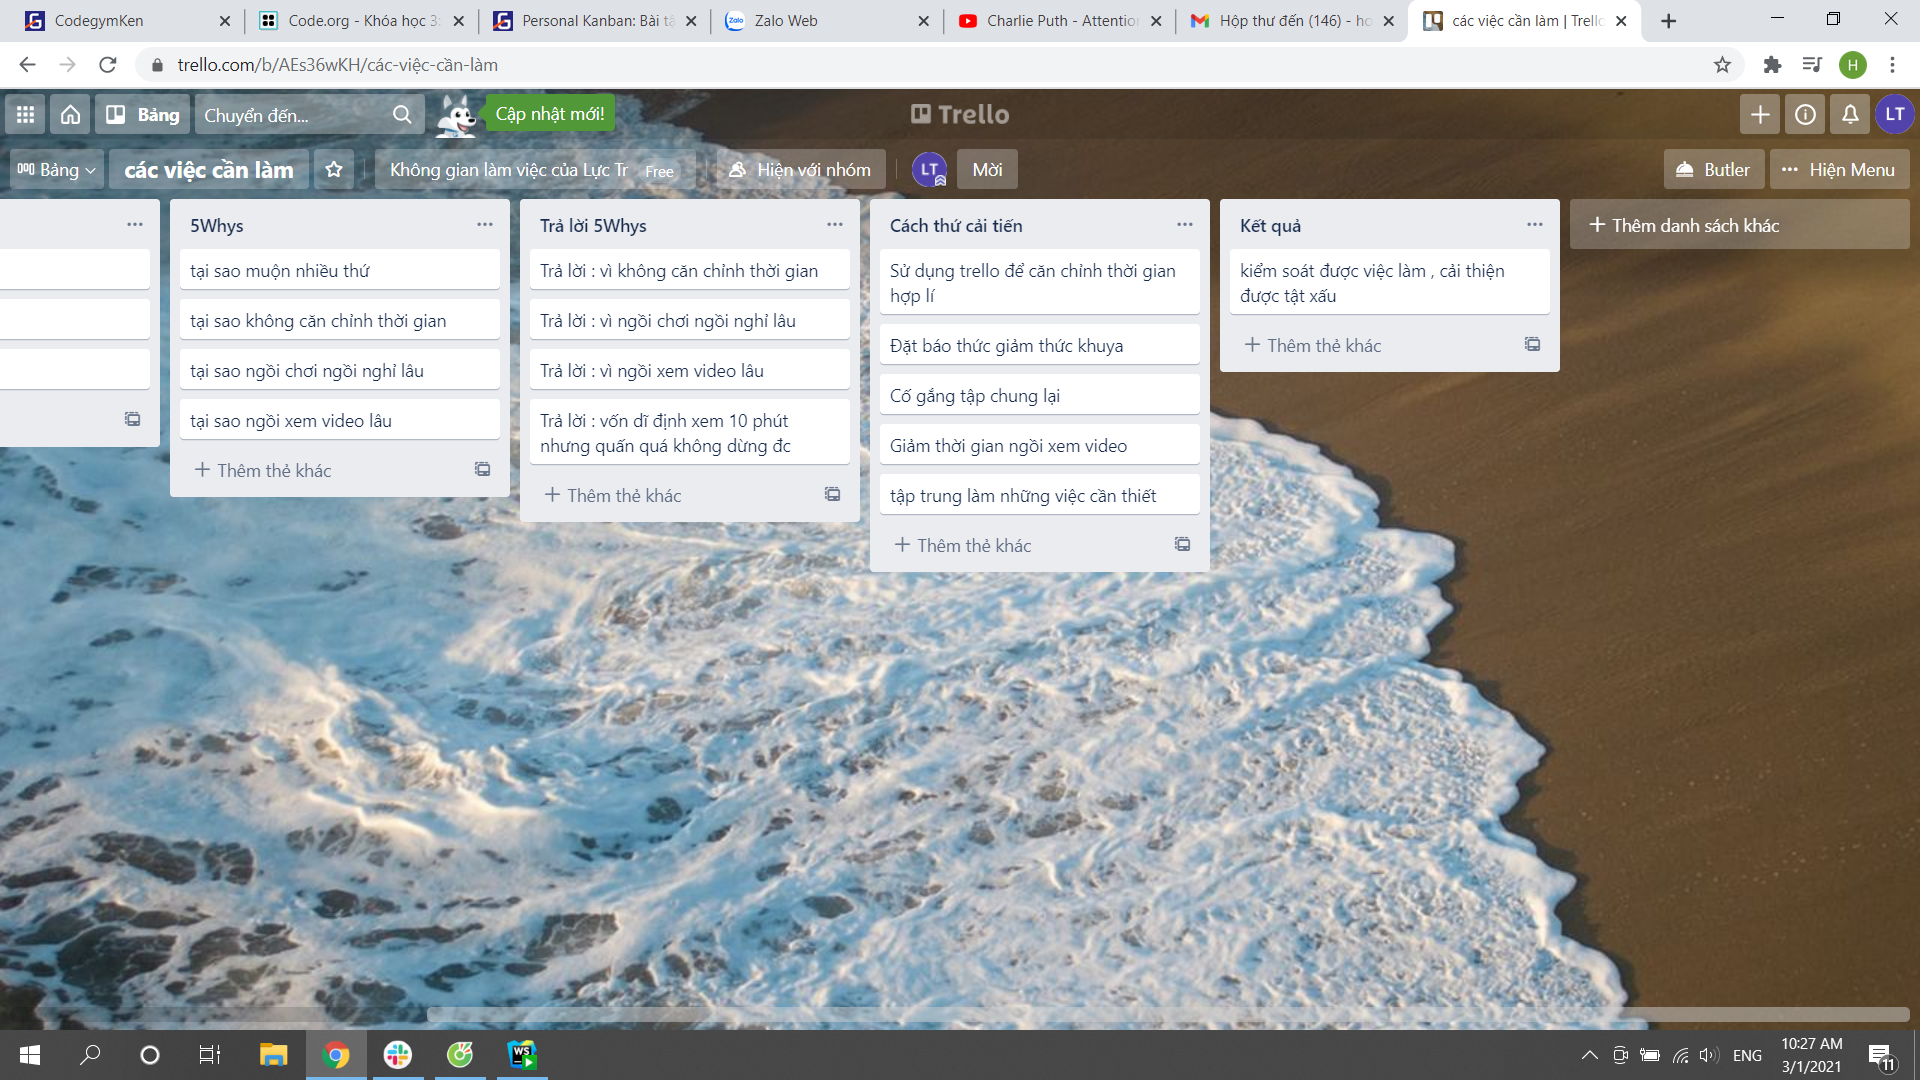 CodegymKen
Code.org - Khóa học 3:
Personal Kanban: Bài tậ
Zalo Web
Charlie Puth - Attention
Hộp thư đến (146) - ho
các việc cần làm | Trello
trello.com/b/AEs36wKH/các-việc-cần-làm
H
Bảng
Chuyển đến...
Cập nhật mới!
Trello
LT
Bảng
các việc cần làm
Không gian làm việc của Lực Tr
Free
Hiện với nhóm
LT
Mời
Butler
Hiện Menu
5Whys
tại sao muộn nhiều thứ
tại sao không căn chỉnh thời gian
tại sao ngồi chơi ngồi nghỉ lâu
tại sao ngồi xem video lâu
Thêm thẻ khác
Trả lời 5Whys
Trả lời : vì không căn chỉnh thời gian
Trả lời : vì ngồi chơi ngồi nghỉ lâu
Trả lời : vì ngồi xem video lâu
Trả lời : vốn dĩ định xem 10 phút
nhưng quấn quá không dừng đc
Thêm thẻ khác
Cách thứ cải tiến
Sử dụng trello để căn chỉnh thời gian
hợp lí
Đặt báo thức giảm thức khuya
Cố gắng tập chung lại
Giảm thời gian ngồi xem video
tập trung làm những việc cần thiết
Thêm thẻ khác
Kết quả
kiểm soát được việc làm , cải thiện
được tật xấu
Thêm thẻ khác
Thêm danh sách khác
ENG
10:27 AM
3/1/2021
11